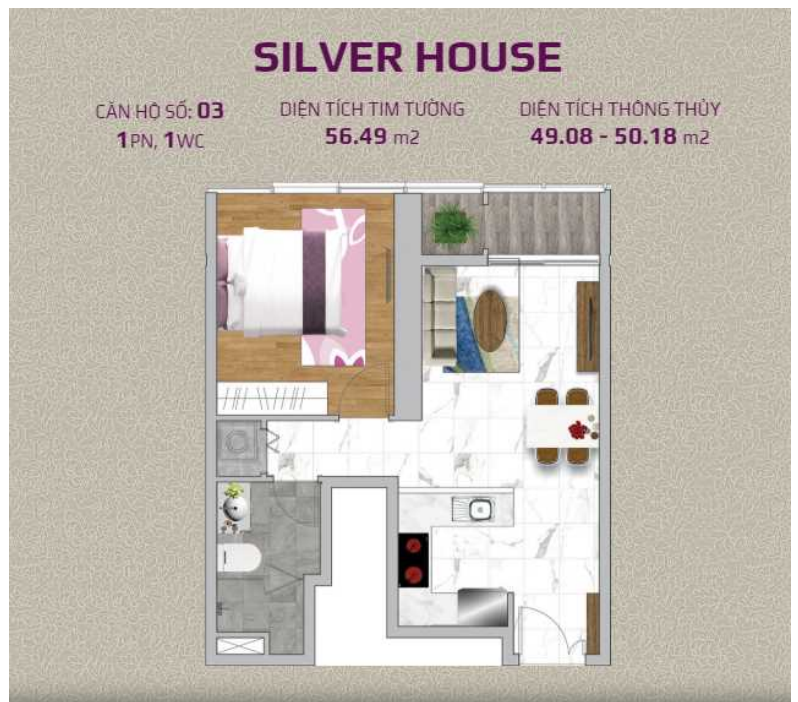 SILVER HOUSE
CĂN HỘ SỐ: 03
1PN, 1WC
DIỆN TÍCH TIM TƯỜNG
56.49 m2
DIỆN TÍCH THÔNG THỦY
49.08 - 50.18 m2